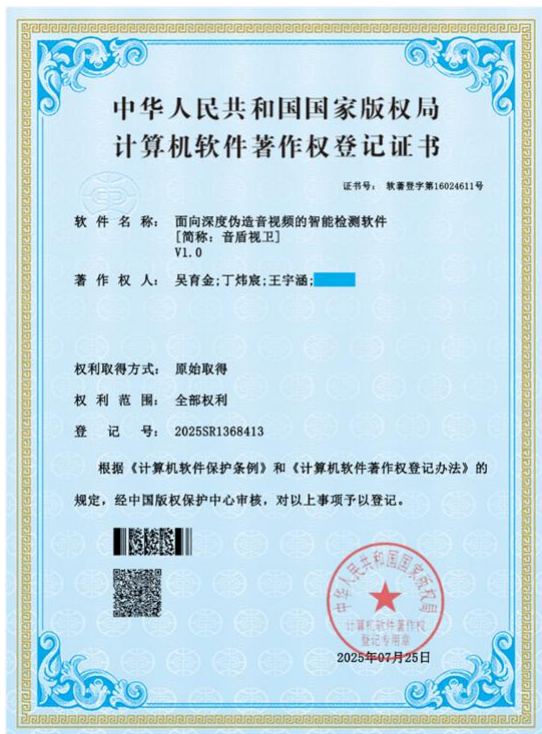 中华人民共和国国家版权局
计算机软件著作权登记证书
证书号： 软著登字第16024611号
软件名称： 面向深度伪造音视频的智能检测软件
[简称：音盾视卫]
V1.0
著作权人： 吴育金;丁炜宸;王宇涵;
权利取得方式： 原始取得
权利范围： 全部权利
登记号： 2025SR1368413
根据《计算机软件保护条例》和《计算机软件著作权登记办法》的
规定，经中国版权保护中心审核，对以上事项予以登记。
中华人民共和国国家版权局
计算机软件著作权
登记专用章
2025年07月25日